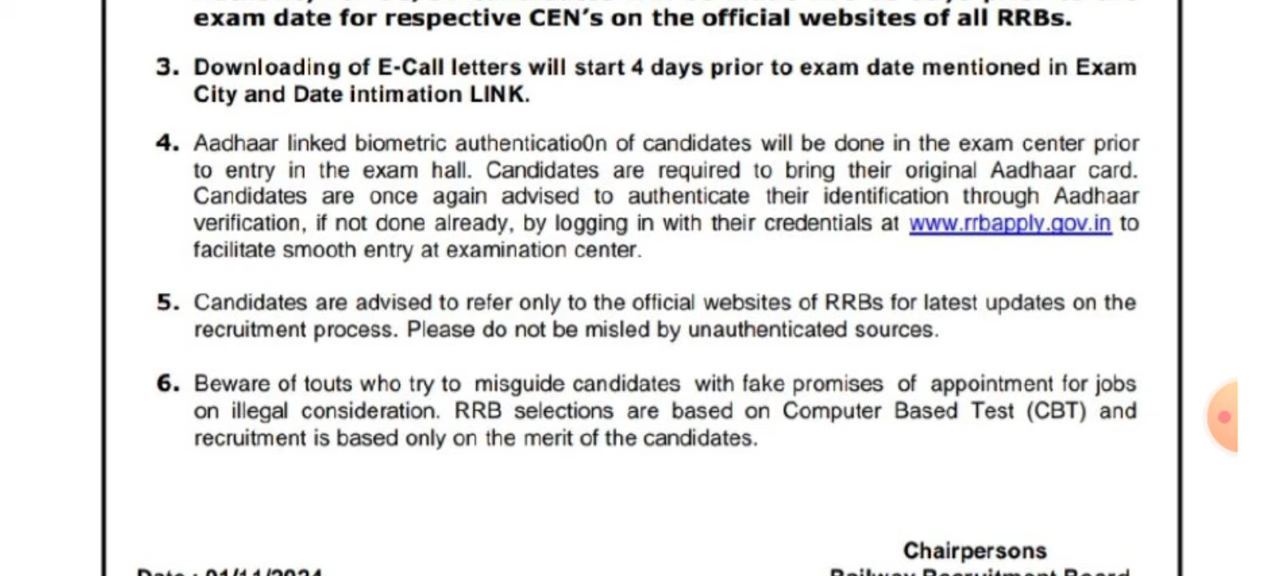 exam date for respective CEN's on the official websites of all RRBs.
3. Downloading of E-Call letters will start 4 days prior to exam date mentioned in Exam
City and Date intimation LINK.
4. Aadhaar linked biometric authenticatio0n of candidates will be done in the exam center prior
to entry in the exam hall. Candidates are required to bring their original Aadhaar card.
Candidates are once again advised to authenticate their identification through Aadhaar
verification, if not done already, by logging in with their credentials at www.rrbapply.gov.in to
facilitate smooth entry at examination center.
5. Candidates are advised to refer only to the official websites of RRBs for latest updates on the
recruitment process. Please do not be misled by unauthenticated sources.
6. Beware of touts who try to misguide candidates with fake promises of appointment for jobs
on illegal consideration. RRB selections are based on Computer Based Test (CBT) and
recruitment is based only on the merit of the candidates.
Chairpersons
Date : 01/11/2024
Railway Recruitment Board